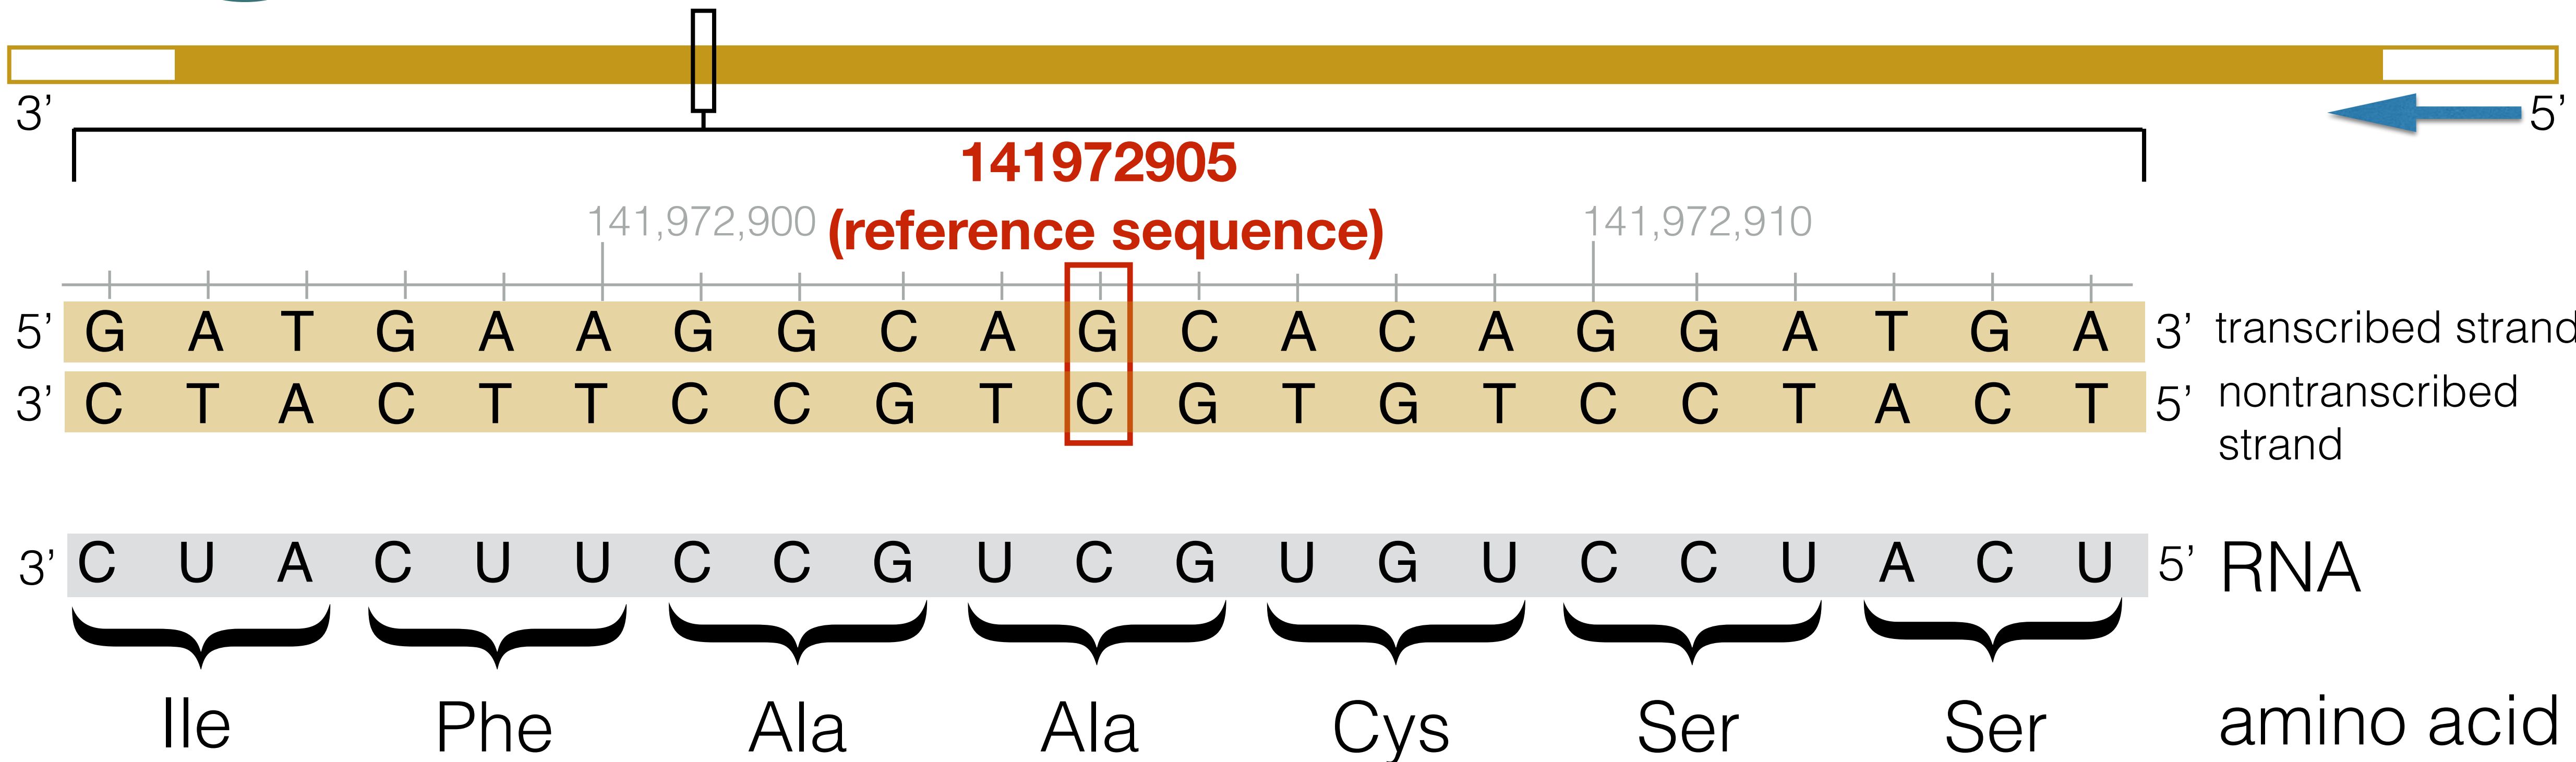 3’ 5’
141972905
141,972,900 (reference sequence) 141,972,910
5’ G A T G A A G G C A G C A C A G G A T G A 3’ transcribed strand
3’ C T A C T T C C G T C G T G T C C T A C T 5’ nontranscribed
strand
3’ C U A C U U C C G U C G U G U C C U A C U 5’ RNA
Ile Phe Ala Ala Cys Ser Ser amino acid